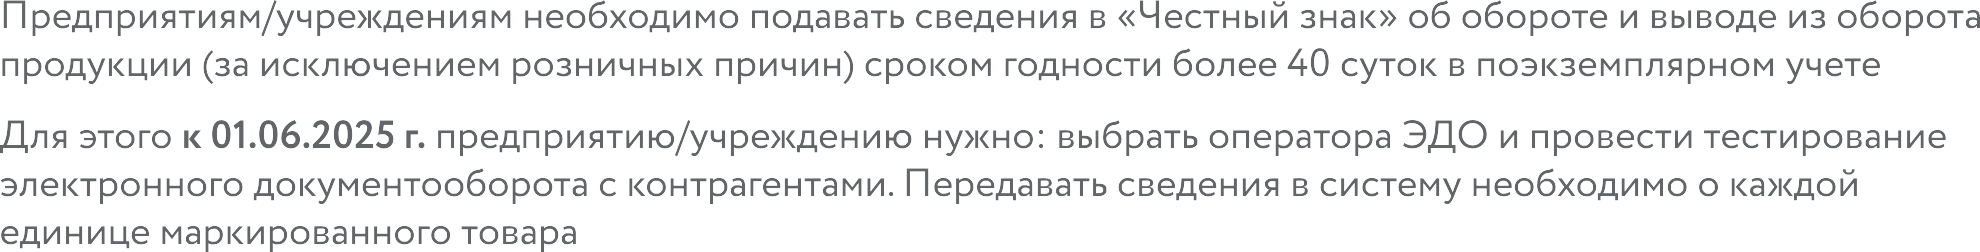 Предприятиям/учреждениям необходимо подавать сведения в «Честный знак» об обороте и выводе из оборота
продукции (за исключением розничных причин) сроком годности более 40 суток в поэкземплярном учете
Для этого к 01.06.2025 г. предприятию/учреждению нужно: выбрать оператора ЭДО и провести тестирование
электронного документооборота с контрагентами. Передавать сведения в систему необходимо о каждой
единице маркированного товара